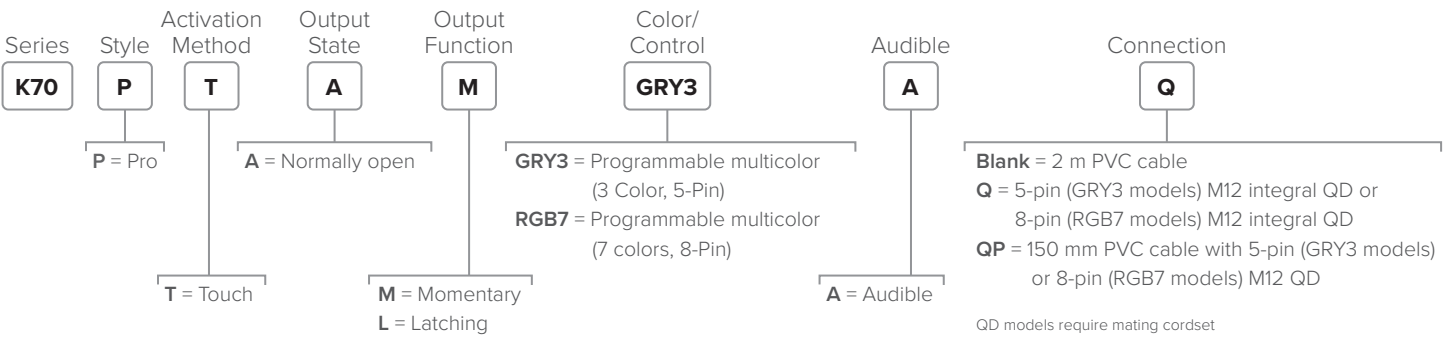 Series
Style
Activation
Method
Output
State
Output
Function
Color/
Control
Audible
Connection
K70
P
T
A
M
GRY3
A
Q
P = Pro
A = Normally open
GRY3 = Programmable multicolor
(3 Color, 5-Pin)
RGB7 = Programmable multicolor
(7 colors, 8-Pin)
Blank = 2 m PVC cable
Q = 5-pin (GRY3 models) M12 integral QD or
8-pin (RGB7 models) M12 integral QD
QP = 150 mm PVC cable with 5-pin (GRY3 models)
or 8-pin (RGB7 models) M12 QD
T = Touch
M = Momentary
L = Latching
A = Audible
QD models require mating cordset